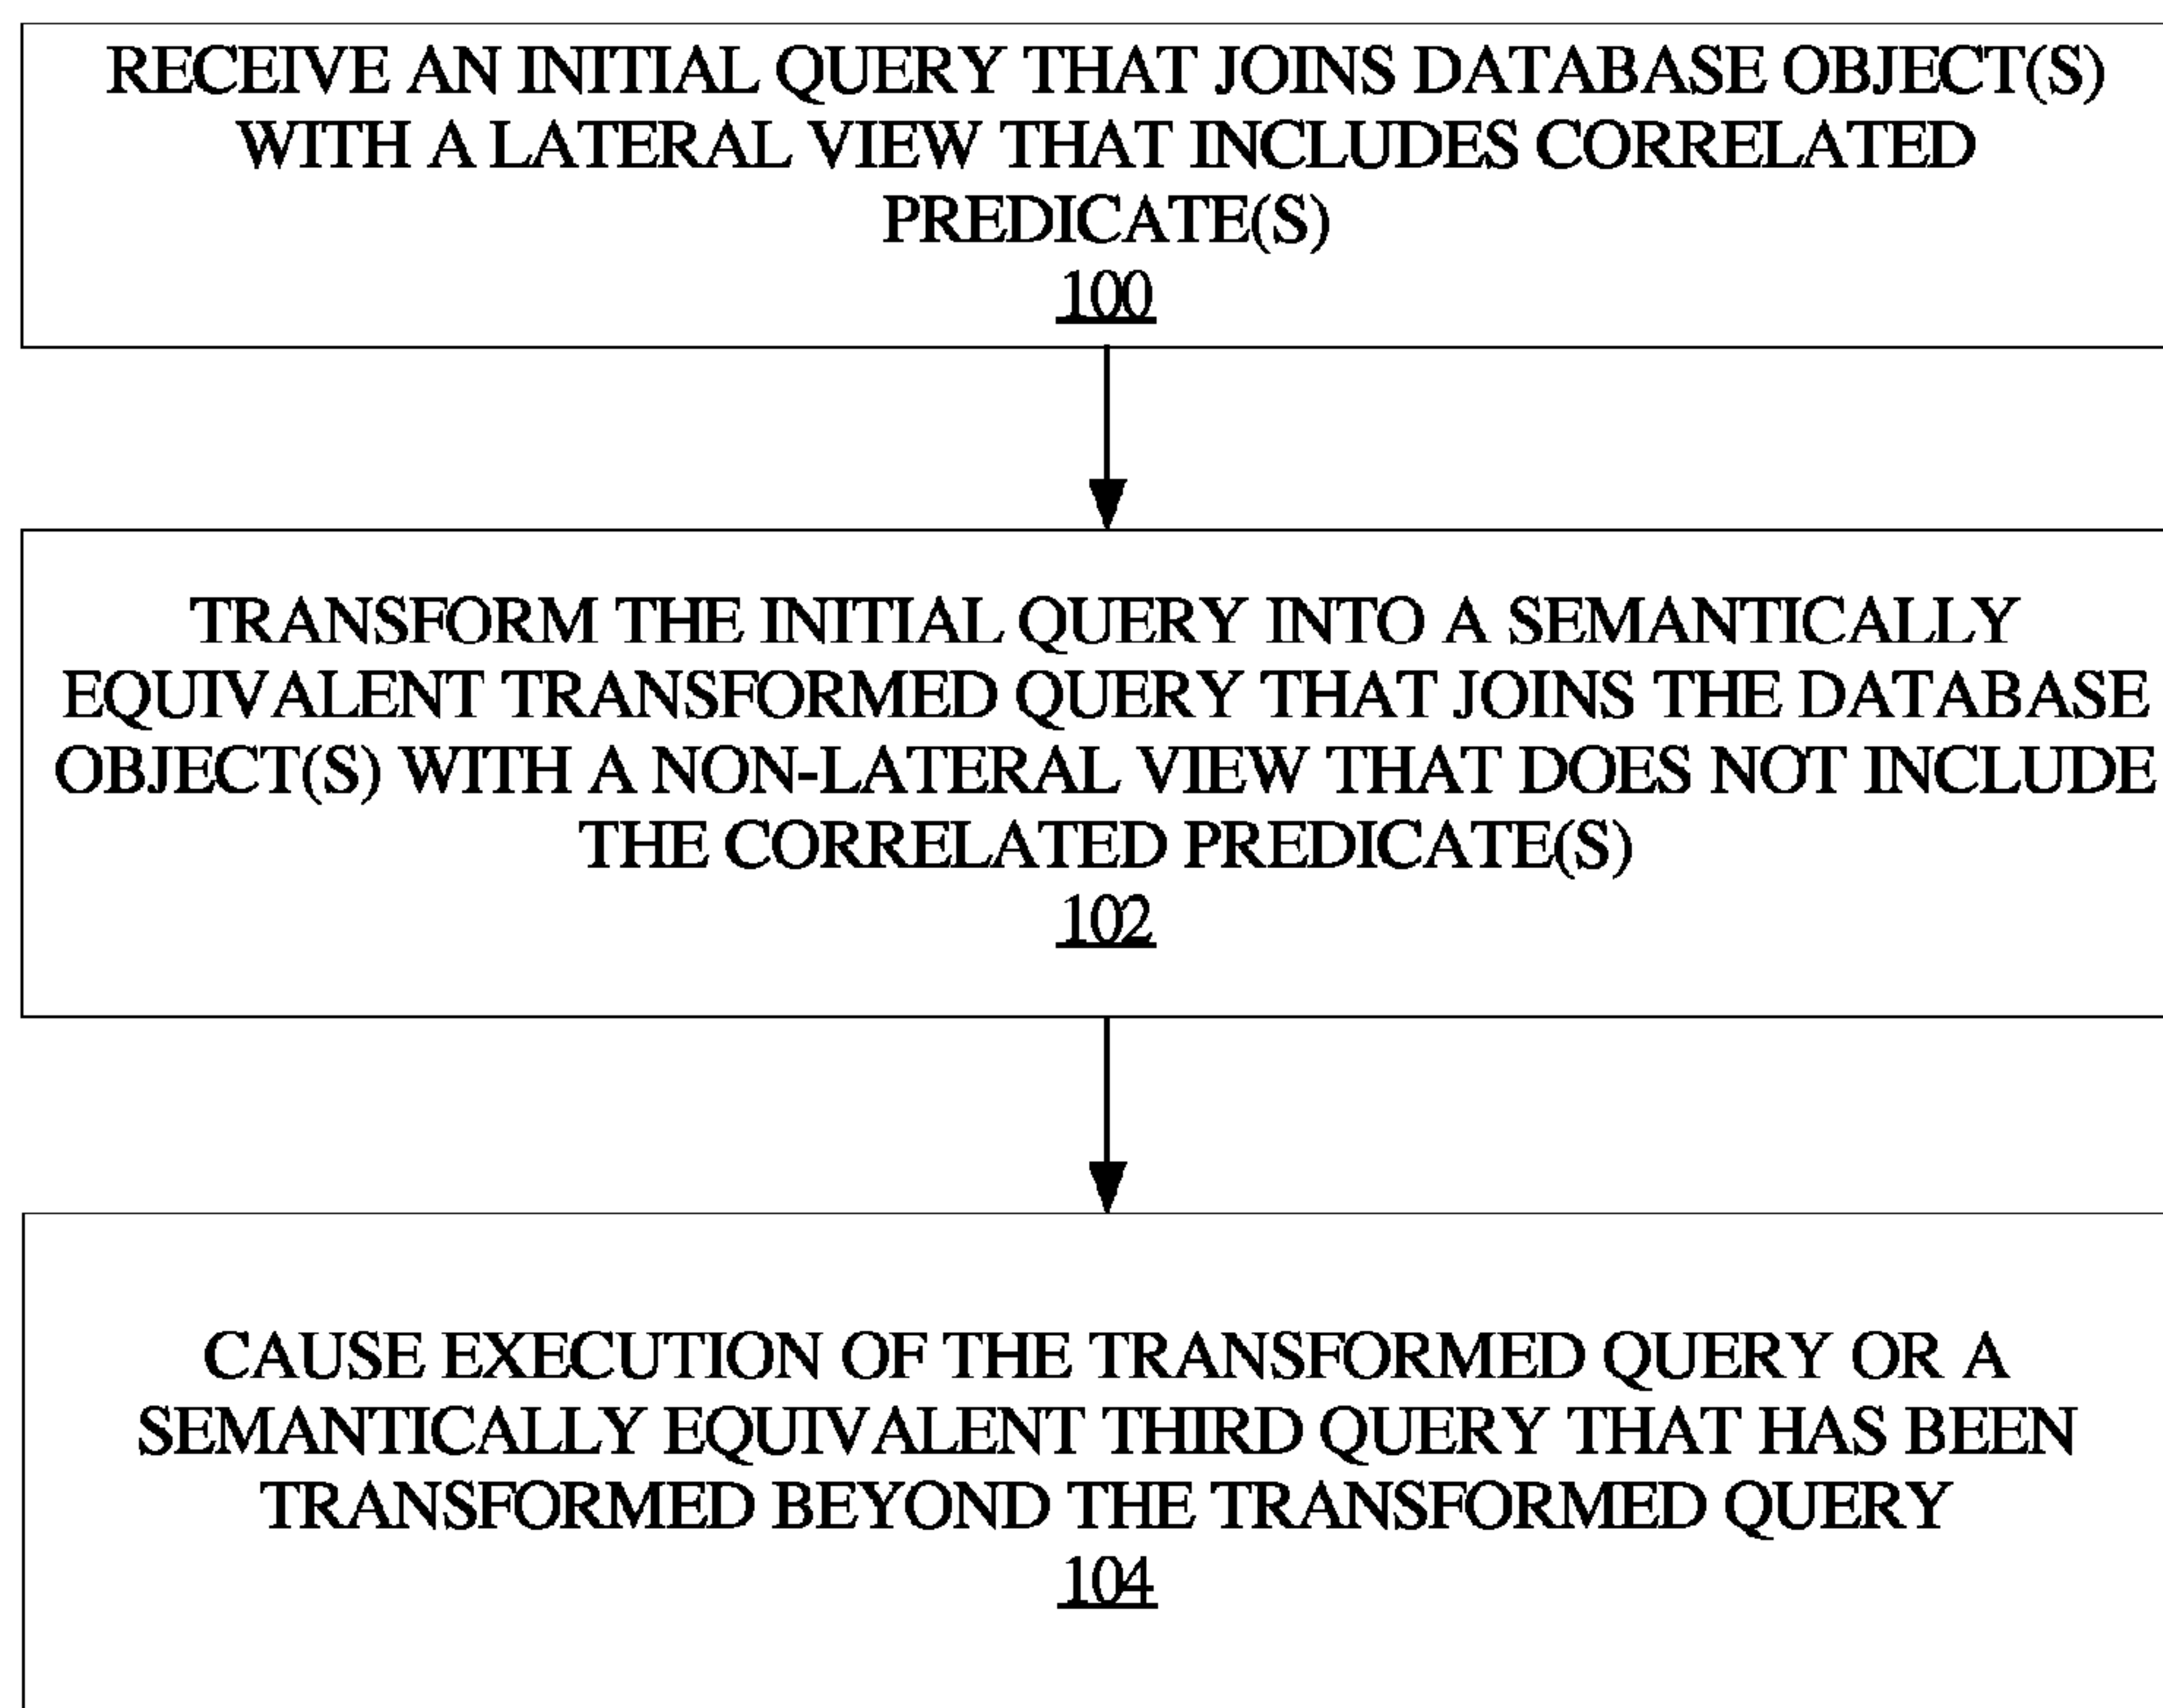 RECEIVE AN INITIAL QUERY THAT JOINS DATABASE OBJECT(S)
WITH A LATERAL VIEW THAT INCLUDES CORRELATED
PREDICATE(S)
100
TRANSFORM THE INITIAL QUERY INTO A SEMANTICALLY
EQUIVALENT TRANSFORMED QUERY THAT JOINS THE DATABASE
OBJECT(S) WITH A NON-LATERAL VIEW THAT DOES NOT INCLUDE
THE CORRELATED PREDICATE(S)
102
CAUSE EXECUTION OF THE TRANSFORMED QUERY OR A
SEMANTICALLY EQUIVALENT THIRD QUERY THAT HAS BEEN
TRANSFORMED BEYOND THE TRANSFORMED QUERY
104